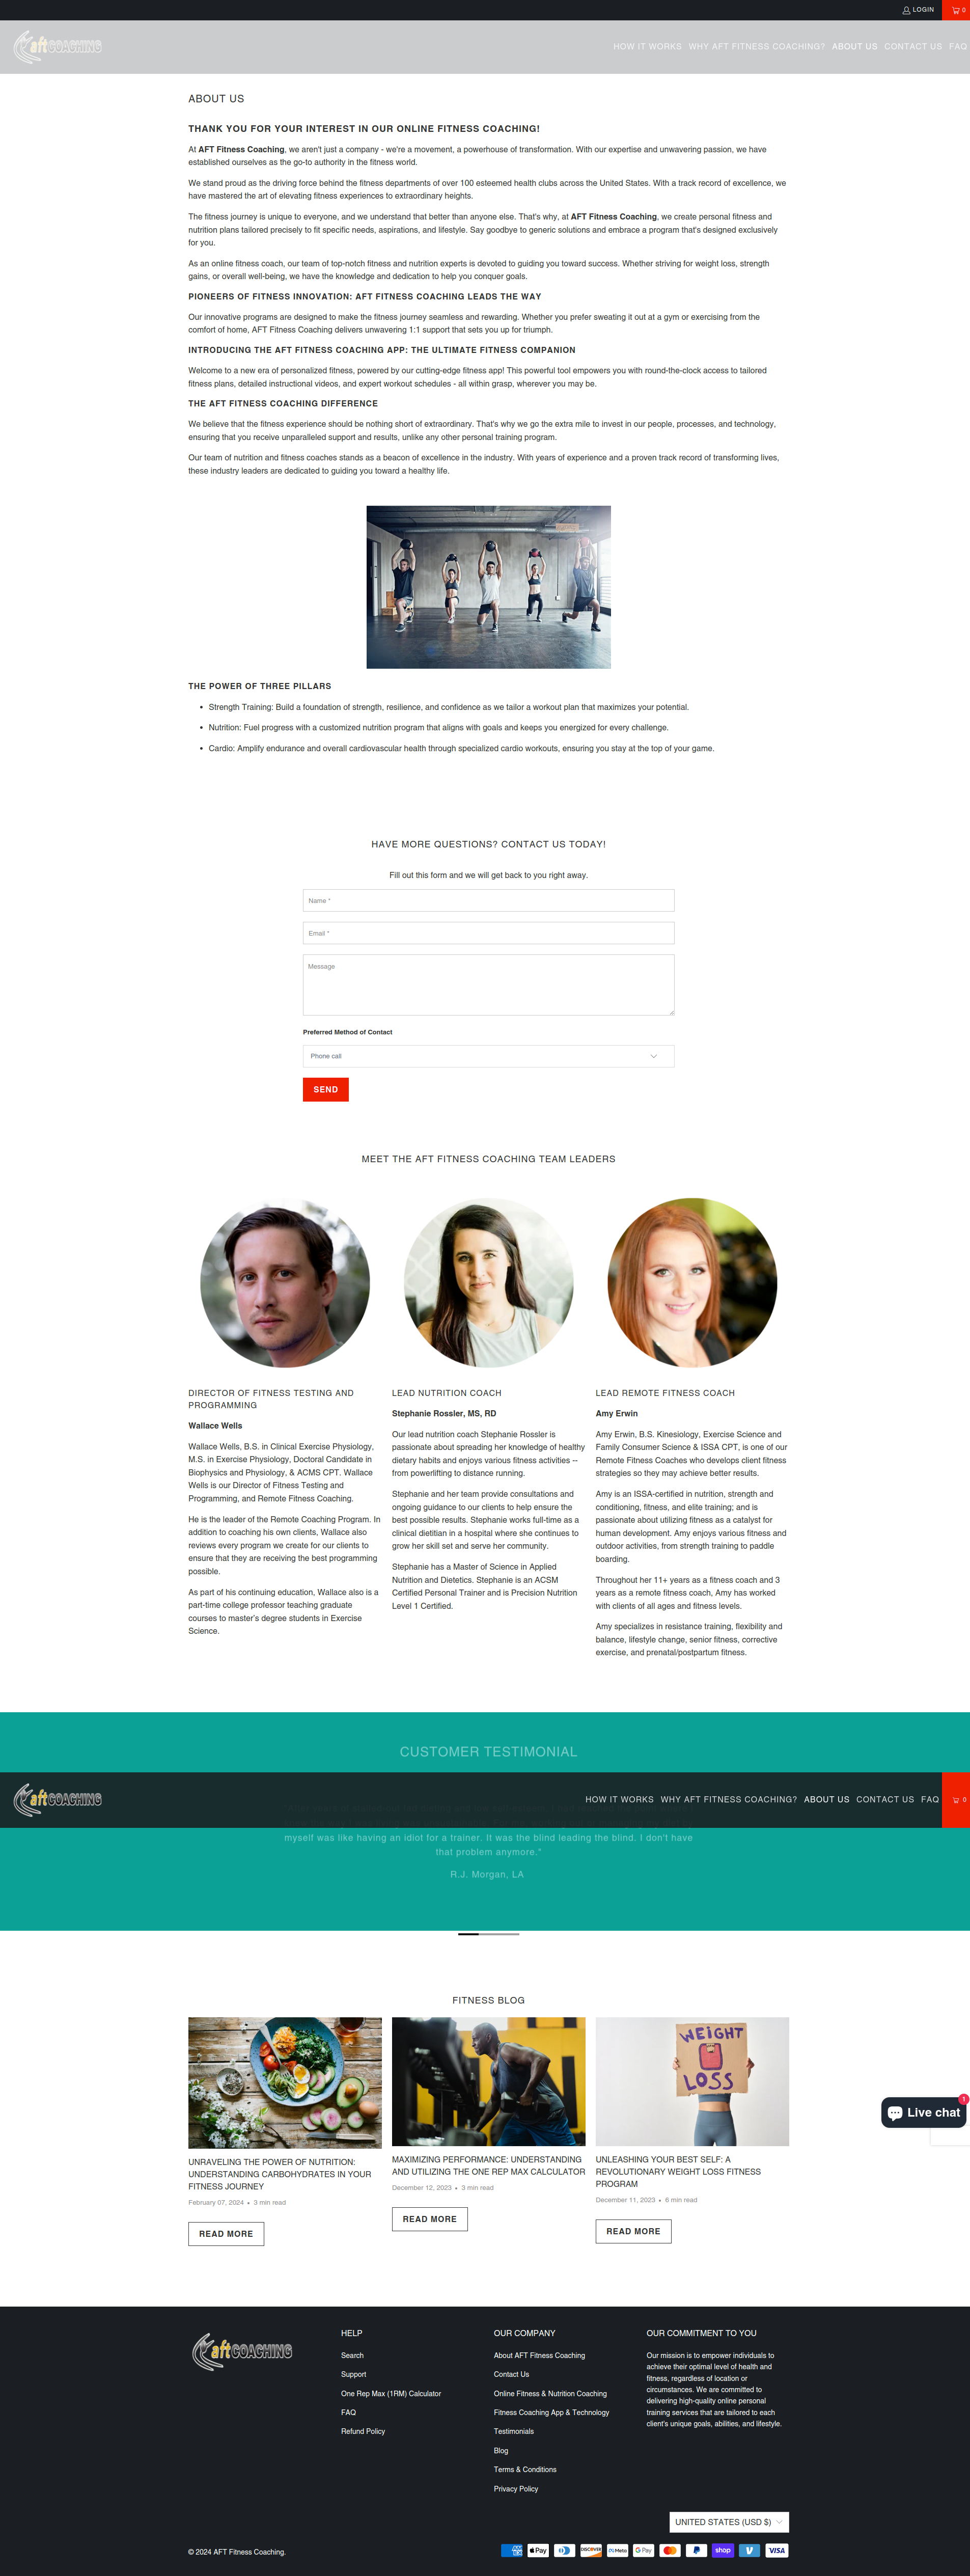 LOGIN
0
aftCOACHING
HOW IT WORKS WHY AFT FITNESS COACHING? ABOUT US CONTACT US FAQ
ABOUT US
THANK YOU FOR YOUR INTEREST IN OUR ONLINE FITNESS COACHING!
At AFT Fitness Coaching, we aren't just a company - we're a movement, a powerhouse of transformation. With our expertise and unwavering passion, we have
established ourselves as the go-to authority in the fitness world.
We stand proud as the driving force behind the fitness departments of over 100 esteemed health clubs across the United States. With a track record of excellence, we
have mastered the art of elevating fitness experiences to extraordinary heights.
The fitness journey is unique to everyone, and we understand that better than anyone else. That's why, at AFT Fitness Coaching, we create personal fitness and
nutrition plans tailored precisely to fit specific needs, aspirations, and lifestyle. Say goodbye to generic solutions and embrace a program that's designed exclusively
for you.
As an online fitness coach, our team of top-notch fitness and nutrition experts is devoted to guiding you toward success. Whether striving for weight loss, strength
gains, or overall well-being, we have the knowledge and dedication to help you conquer goals.
PIONEERS OF FITNESS INNOVATION: AFT FITNESS COACHING LEADS THE WAY
Our innovative programs are designed to make the fitness journey seamless and rewarding. Whether you prefer sweating it out at a gym or exercising from the
comfort of home, AFT Fitness Coaching delivers unwavering 1:1 support that sets you up for triumph.
INTRODUCING THE AFT FITNESS COACHING APP: THE ULTIMATE FITNESS COMPANION
Welcome to a new era of personalized fitness, powered by our cutting-edge fitness app! This powerful tool empowers you with round-the-clock access to tailored
fitness plans, detailed instructional videos, and expert workout schedules - all within grasp, wherever you may be.
THE AFT FITNESS COACHING DIFFERENCE
We believe that the fitness experience should be nothing short of extraordinary. That's why we go the extra mile to invest in our people, processes, and technology,
ensuring that you receive unparalleled support and results, unlike any other personal training program.
Our team of nutrition and fitness coaches stands as a beacon of excellence in the industry. With years of experience and a proven track record of transforming lives,
these industry leaders are dedicated to guiding you toward a healthy life.
THE POWER OF THREE PILLARS
• Strength Training: Build a foundation of strength, resilience, and confidence as we tailor a workout plan that maximizes your potential.
• Nutrition: Fuel progress with a customized nutrition program that aligns with goals and keeps you energized for every challenge.
• Cardio: Amplify endurance and overall cardiovascular health through specialized cardio workouts, ensuring you stay at the top of your game.
HAVE MORE QUESTIONS? CONTACT US TODAY!
Fill out this form and we will get back to you right away.
Name *
Email *
Message
Preferred Method of Contact
Phone call
SEND
MEET THE AFT FITNESS COACHING TEAM LEADERS
DIRECTOR OF FITNESS TESTING AND
PROGRAMMING
Wallace Wells
Wallace Wells, B.S. in Clinical Exercise Physiology,
M.S. in Exercise Physiology, Doctoral Candidate in
Biophysics and Physiology, & ACMS CPT. Wallace
Wells is our Director of Fitness Testing and
Programming, and Remote Fitness Coaching.
He is the leader of the Remote Coaching Program. In
addition to coaching his own clients, Wallace also
reviews every program we create for our clients to
ensure that they are receiving the best programming
possible.
As part of his continuing education, Wallace also is a
part-time college professor teaching graduate
courses to master's degree students in Exercise
Science.
LEAD NUTRITION COACH
Stephanie Rossler, MS, RD
Our lead nutrition coach Stephanie Rossler is
passionate about spreading her knowledge of healthy
dietary habits and enjoys various fitness activities --
from powerlifting to distance running.
Stephanie and her team provide consultations and
ongoing guidance to our clients to help ensure the
best possible results. Stephanie works full-time as a
clinical dietitian in a hospital where she continues to
grow her skill set and serve her community.
Stephanie has a Master of Science in Applied
Nutrition and Dietetics. Stephanie is an ACSM
Certified Personal Trainer and is Precision Nutrition
Level 1 Certified.
LEAD REMOTE FITNESS COACH
Amy Erwin
Amy Erwin, B.S. Kinesiology, Exercise Science and
Family Consumer Science & ISSA CPT, is one of our
Remote Fitness Coaches who develops client fitness
strategies so they may achieve better results.
Amy is an ISSA-certified in nutrition, strength and
conditioning, fitness, and elite training; and is
passionate about utilizing fitness as a catalyst for
human development. Amy enjoys various fitness and
outdoor activities, from strength training to paddle
boarding.
Throughout her 11+ years as a fitness coach and 3
years as a remote fitness coach, Amy has worked
with clients of all ages and fitness levels.
Amy specializes in resistance training, flexibility and
balance, lifestyle change, senior fitness, corrective
exercise, and prenatal/postpartum fitness.
CUSTOMER TESTIMONIAL
aftCOACHING
HOW IT WORKS WHY AFT FITNESS COACHING? ABOUT US CONTACT US FAQ
0
myself was like having an idiot for a trainer. It was the blind leading the blind. I don't have
that problem anymore."
R.J. Morgan, LA
FITNESS BLOG
WEIGHT
LOSS
UNRAVELING THE POWER OF NUTRITION:
UNDERSTANDING CARBOHYDRATES IN YOUR
FITNESS JOURNEY
February 07, 2024 • 3 min read
READ MORE
MAXIMIZING PERFORMANCE: UNDERSTANDING
AND UTILIZING THE ONE REP MAX CALCULATOR
December 12, 2023 • 3 min read
READ MORE
UNLEASHING YOUR BEST SELF: A
REVOLUTIONARY WEIGHT LOSS FITNESS
PROGRAM
December 11, 2023 • 6 min read
READ MORE
1
Live chat
aftCOACHING
HELP
Search
Support
One Rep Max (1RM) Calculator
FAQ
Refund Policy
OUR COMPANY
About AFT Fitness Coaching
Contact Us
Online Fitness & Nutrition Coaching
Fitness Coaching App & Technology
Testimonials
Blog
Terms & Conditions
Privacy Policy
OUR COMMITMENT TO YOU
Our mission is to empower individuals to
achieve their optimal level of health and
fitness, regardless of location or
circumstances. We are committed to
delivering high-quality online personal
training services that are tailored to each
client's unique goals, abilities, and lifestyle.
UNITED STATES (USD $)
© 2024 AFT Fitness Coaching.
Pay
DISCOVER
Meta
G Pay
shop
VISA